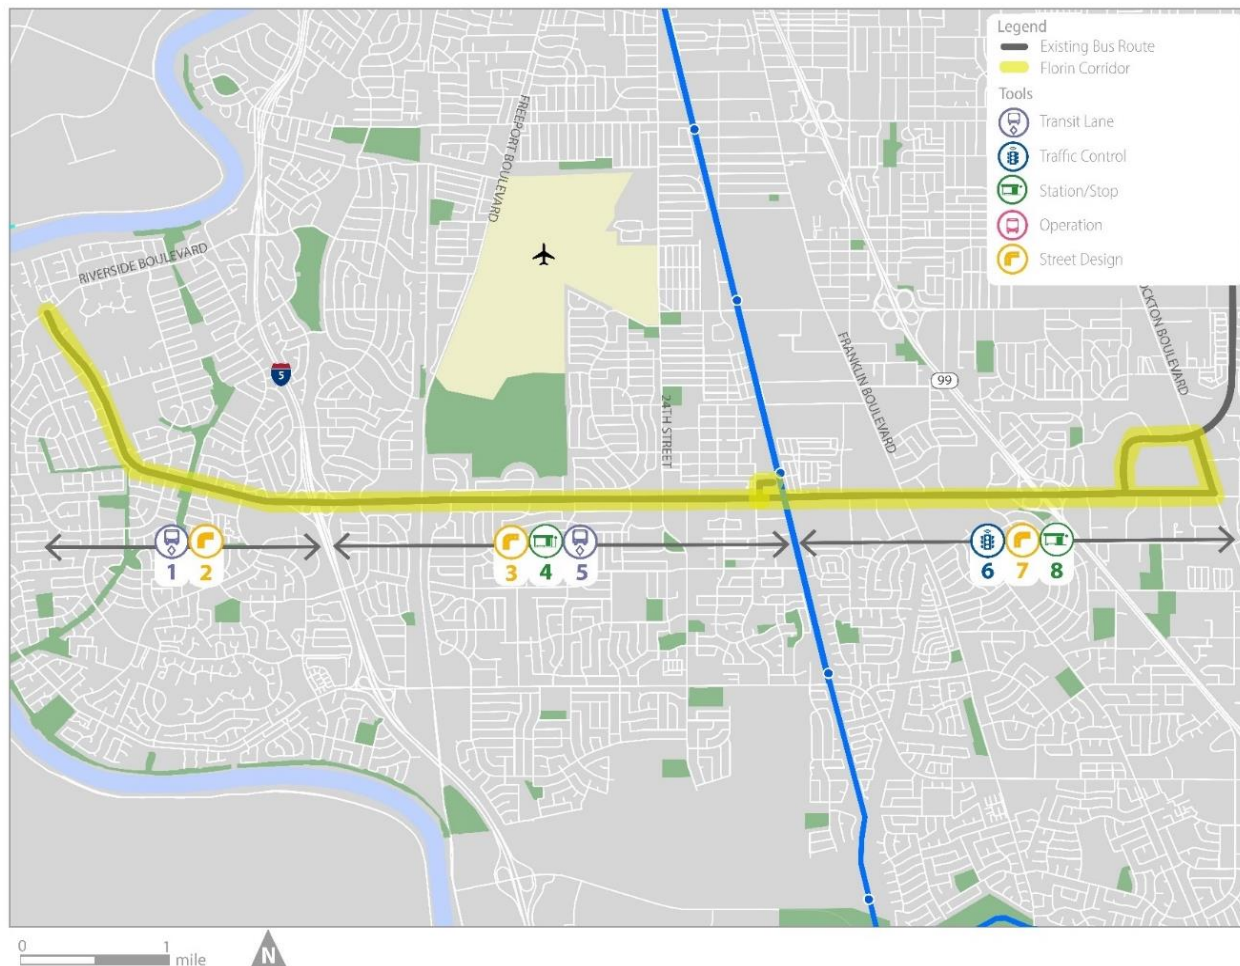 Legend
Existing Bus Route
Florin Corridor
Tools
Transit Lane
Traffic Control
Station/Stop
Operation
Street Design
FREEPORT BOULEVARD
RIVERSIDE BOULEVARD
5
24TH STREET
FRANKLIN BOULEVARD
99
OCKTON BOULEVARD
1
2
3
4
5
6
7
8
0 1
mile
N